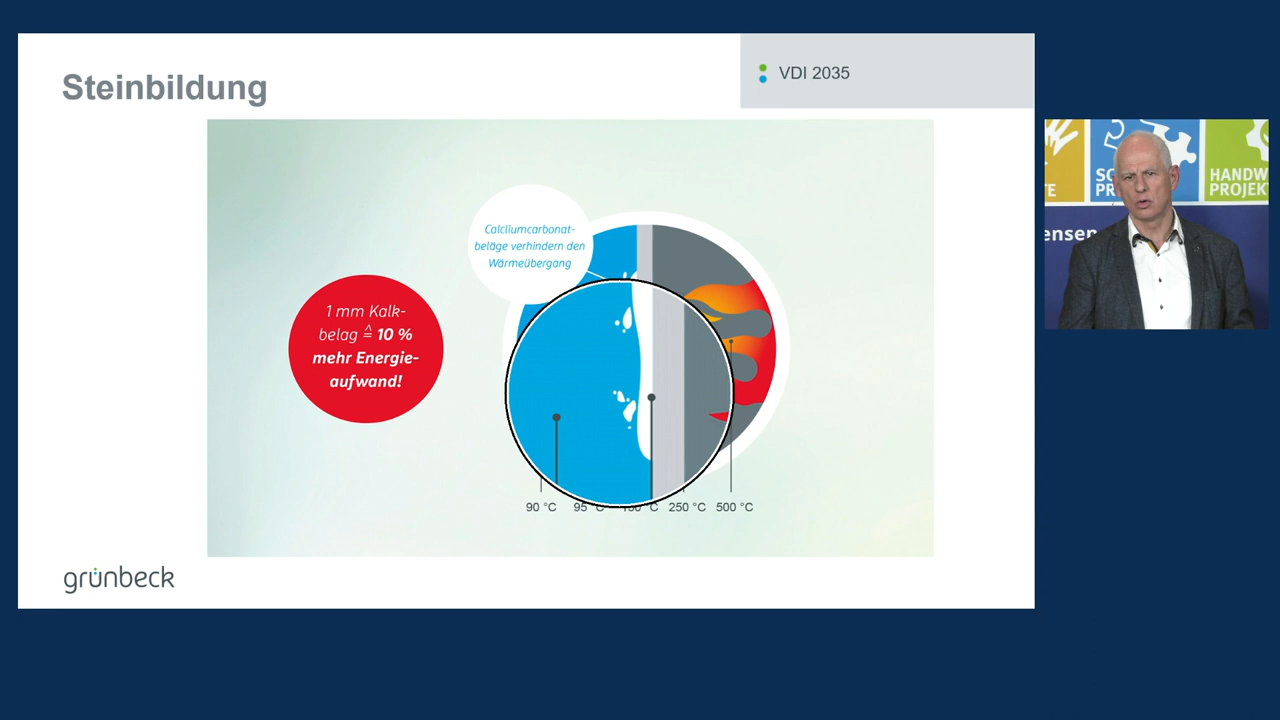 Steinbildung
VDI 2035
Calciumcarbonat-
beläge verhindern den
Wärmeübergang
1 mm Kalk-
belag ≙ 10 %
mehr Energie-
aufwand!
90 °C 95 °C °C 250 °C 500 °C
grünbeck
HANDW
PROJEK
ensen